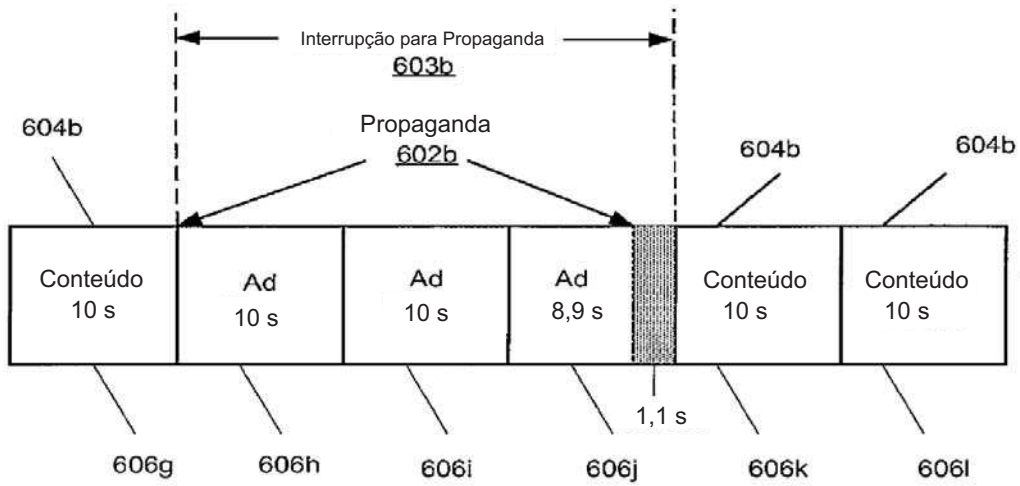 Interrupção para Propaganda
603b
Propaganda
602b
604b
604b
604b
Conteúdo
10 s
Ad
10 s
Ad
10 s
Ad
8,9 s
Conteúdo
10 s
Conteúdo
10 s
1,1 s
606g
606h
606i
606j
606k
606l